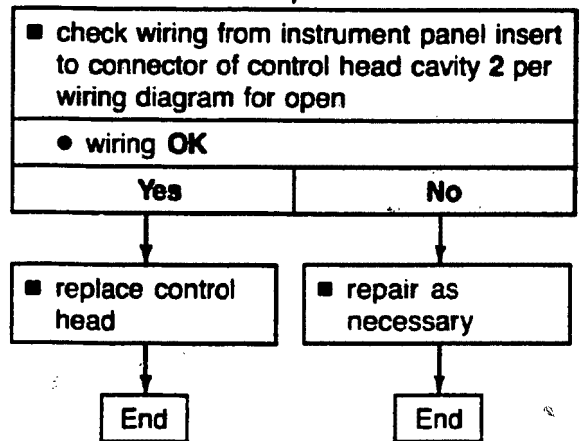 ■ check wiring from instrument panel insert
to connector of control head cavity 2 per
wiring diagram for open
● wiring OK
Yes
No
■ replace control
head
■ repair as
necessary
End
End